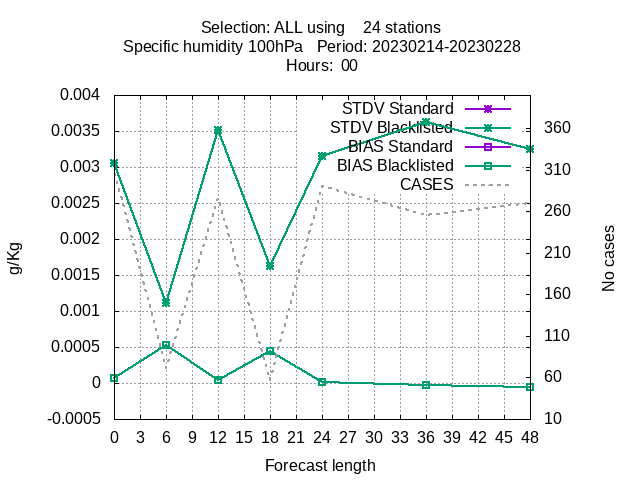 Selection: ALL using    24 stations
Specific humidity 100hPa   Period: 20230214-20230228
Hours:  00
STDV Standard
STDV Blacklisted
BIAS Standard
BIAS Blacklisted
CASES
g/Kg
0.004
0.0035
0.003
0.0025
0.002
0.0015
0.001
0.0005
0
-0.0005
No cases
360
310
260
210
160
110
60
10
0 3 6 9 12 15 18 21 24 27 30 33 36 39 42 45 48
Forecast length